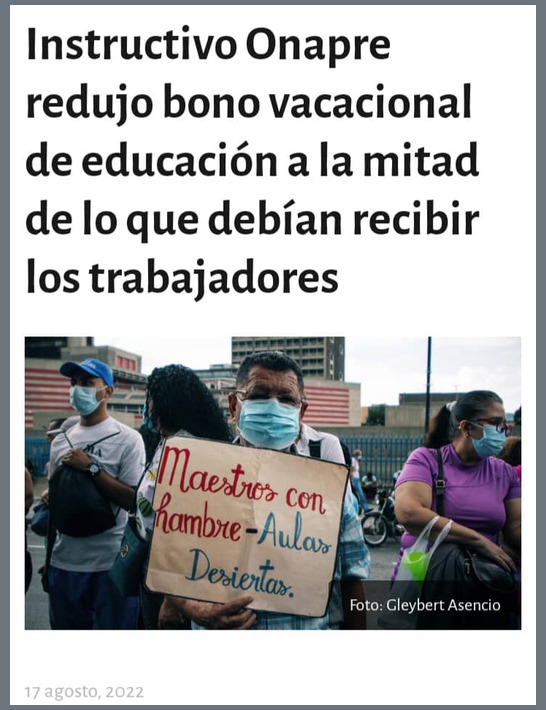 Instructivo Onapre
redujo bono vacacional
de educación a la mitad
de lo que debían recibir
los trabajadores
Maestros con
hambre-Aulas
Desiertas.
Foto: Gleybert Asencio
17 agosto, 2022